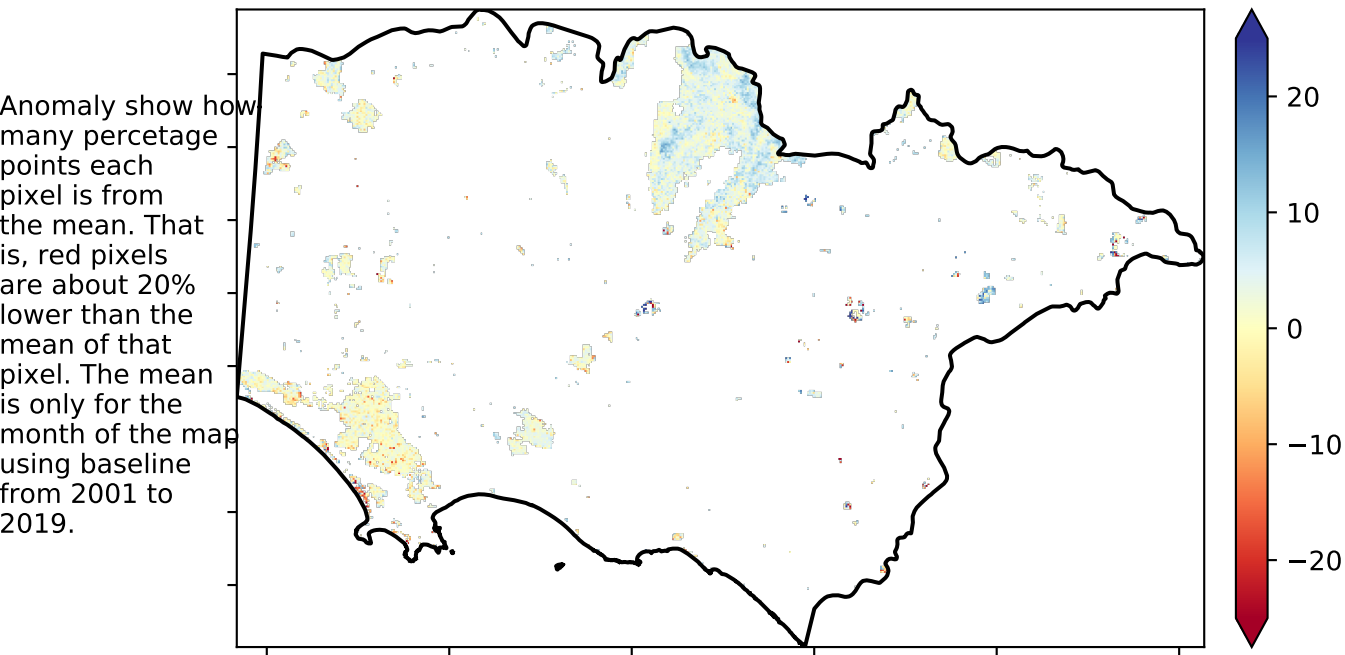 Anomaly show how
many percetage
points each
pixel is from
the mean. That
is, red pixels
are about 20%
lower than the
mean of that
pixel. The mean
is only for the
month of the map
using baseline
from 2001 to
2019.
20
10
0
−10
−20